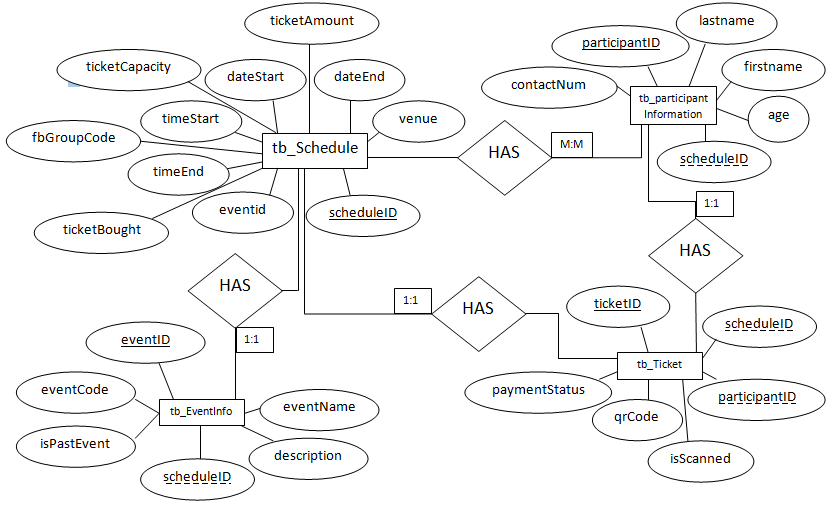 ticketAmount
lastname
participantID
ticketCapacity
dateStart
dateEnd
firstname
contactNum
tb_participant
Information
timeStart
venue
age
fbGroupCode
tb_Schedule
HAS
M:M
scheduleID
timeEnd
eventid
scheduleID
1:1
ticketBought
HAS
HAS
1:1
HAS
ticketID
scheduleID
eventID
1:1
tb_Ticket
eventCode
paymentStatus
participantID
tb_EventInfo
eventName
qrCode
isPastEvent
description
isScanned
scheduleID